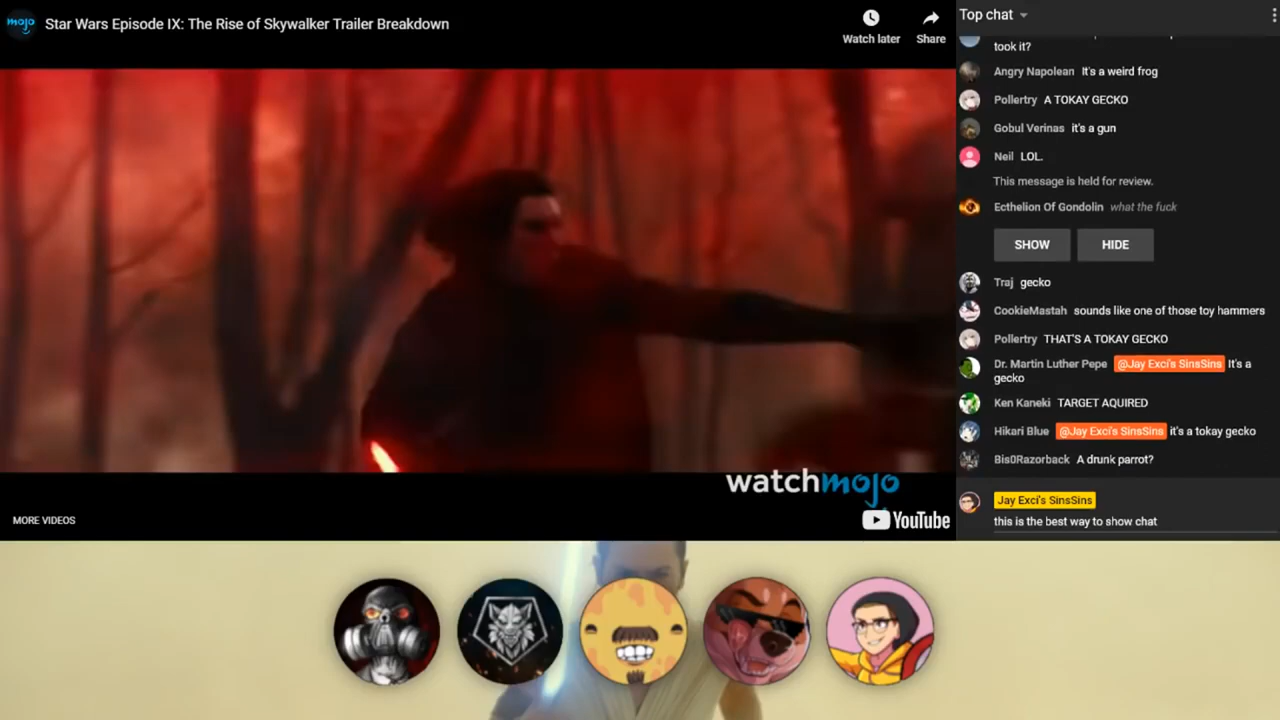 mojo
Star Wars Episode IX: The Rise of Skywalker Trailer Breakdown
Watch later
Share
watchmojo
MORE VIDEOS
YouTube
Top chat
took it?
Angry Napolean It's a weird frog
Pollertry A TOKAY GECKO
Gobul Verinas it's a gun
Neil LOL.
This message is held for review.
Ecthelion Of Gondolin what the fuck
SHOW HIDE
Traj gecko
CookieMastah sounds like one of those toy hammers
Pollertry THAT'S A TOKAY GECKO
Dr. Martin Luther Pepe @Jay Exci's SinsSins It's a
gecko
Ken Kaneki TARGET AQUIRED
Hikari Blue @Jay Exci's SinsSins it's a tokay gecko
Bis0Razorback A drunk parrot?
Jay Exci's SinsSins
this is the best way to show chat